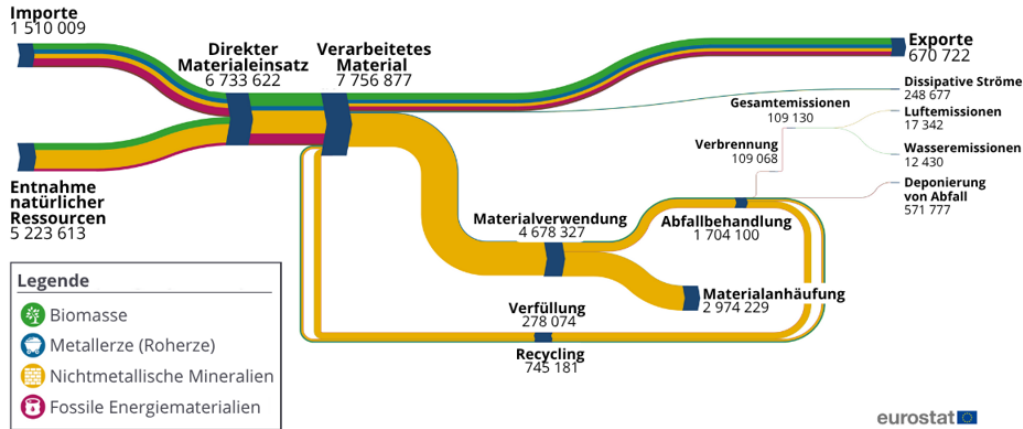 Importe
1 510 009
Direkter
Materialeinsatz
6 733 622
Verarbeitetes
Material
7 756 877
Exporte
670 722
Dissipative Ströme
248 677
Gesamtemissionen
109 130
Luftemissionen
17 342
Verbrennung
109 068
Wasseremissionen
12 430
Entnahme
natürlicher
Ressourcen
5 223 613
Deponierung
von Abfall
571 777
Materialverwendung
4 678 327
Abfallbehandlung
1 704 100
Materialanhäufung
2 974 229
Verfüllung
278 074
Recycling
745 181
Legende
Biomasse
Metallerze (Roherze)
Nichtmetallische Mineralien
Fossile Energiematerialien
eurostat